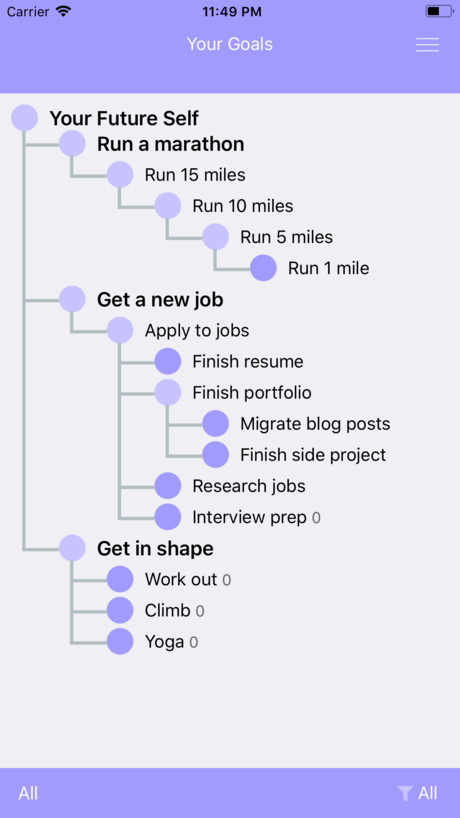 Carrier 11:49 PM
Your Goals
Your Future Self
Run a marathon
Run 15 miles
Run 10 miles
Run 5 miles
Run 1 mile
Get a new job
Apply to jobs
Finish resume
Finish portfolio
Migrate blog posts
Finish side project
Research jobs
Interview prep 0
Get in shape
Work out 0
Climb 0
Yoga 0
All All